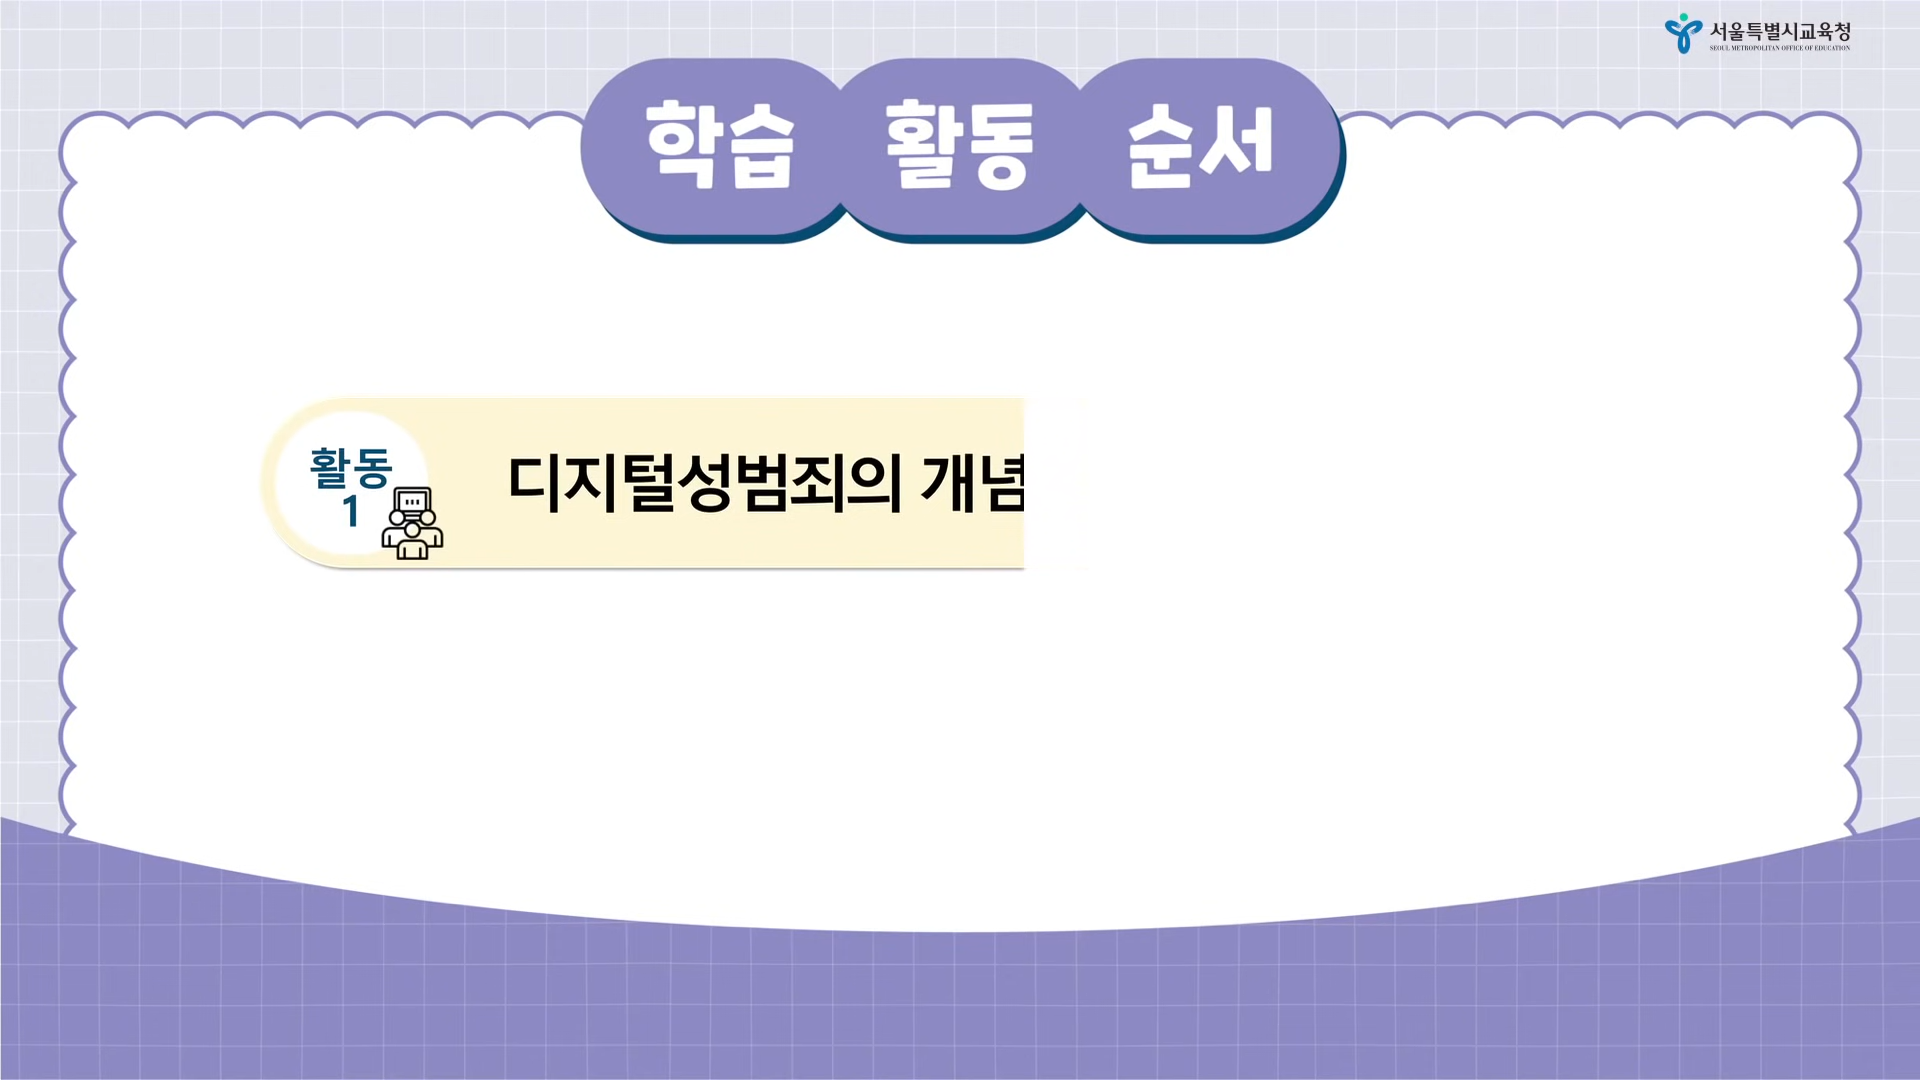 서울특별시교육청
SEOUL METROPOLITAN OFFICE OF EDUCATION
학습 활동 순서
활동
1
디지털성범죄의 개념